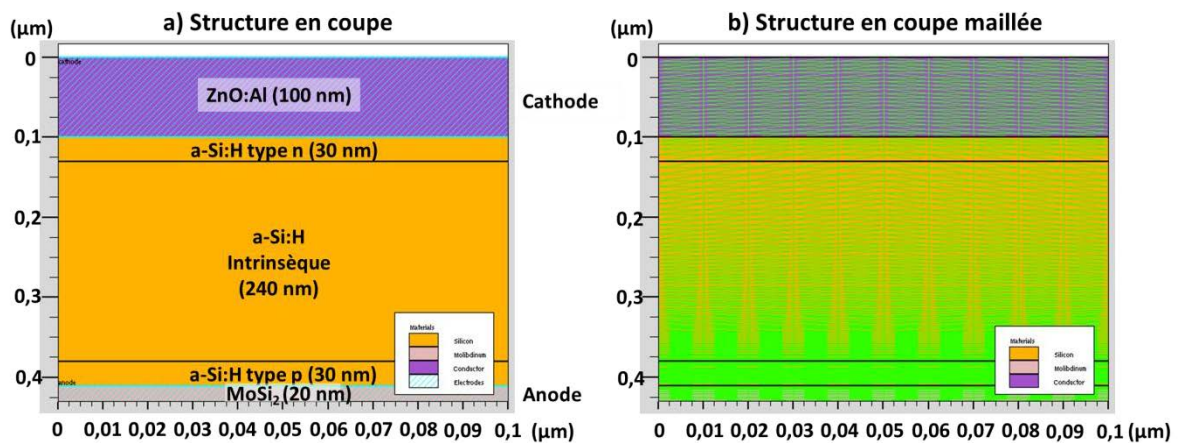 a) Structure en coupe
(µm)
cathode
ZnO:Al (100 nm)
Cathode
a-Si:H type n (30 nm)
a-Si:H
Intrinsèque
(240 nm)
Materials
Silicon
Molibdinum
Conductor
Electrodes
a-Si:H type p (30 nm)
anode
MoSi2 (20 nm)
Anode
0
0,1
0,2
0,3
0,4
0 0,01 0,02 0,03 0,04 0,05 0,06 0,07 0,08 0,09 0,1 (µm)
b) Structure en coupe maillée
(µm)
0
0,1
0,2
0,3
0,4
Materials
Silicon
Molibdinum
Conductor
0 0,01 0,02 0,03 0,04 0,05 0,06 0,07 0,08 0,09 0,1 (µm)